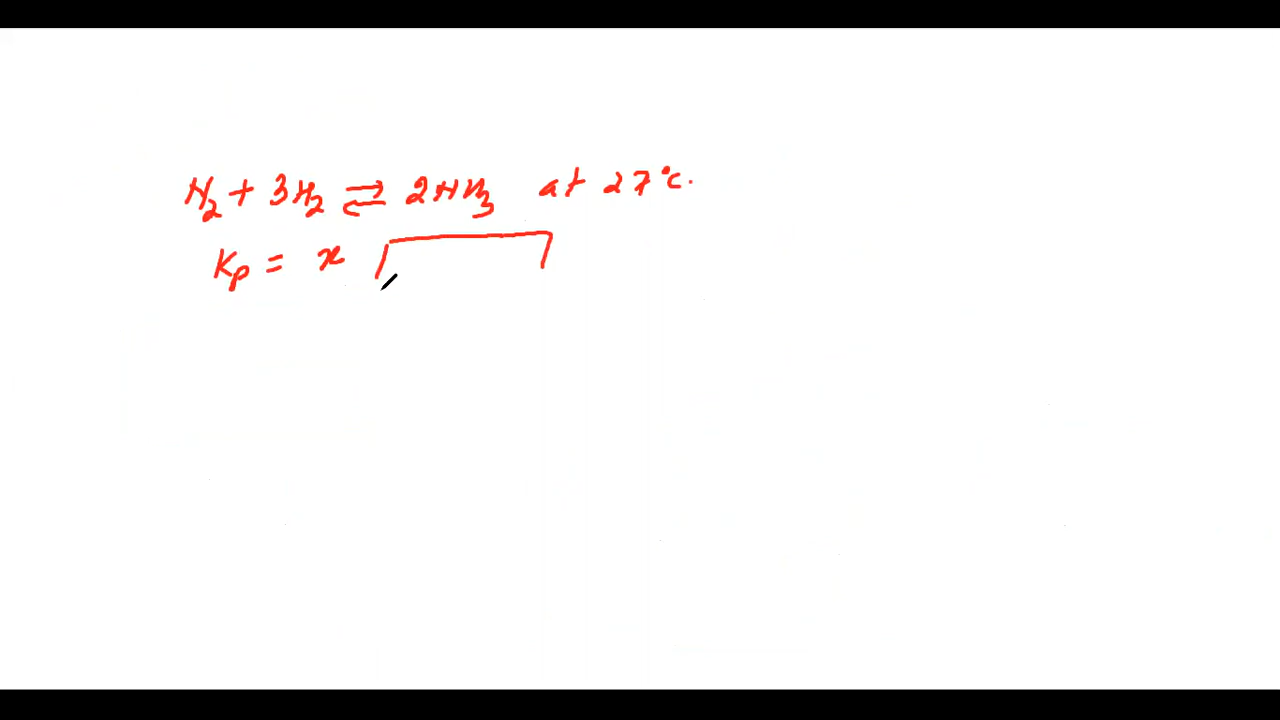 N₂ + 3H₂ ⇌ 2NH₃ at 27°C.
Kp = x